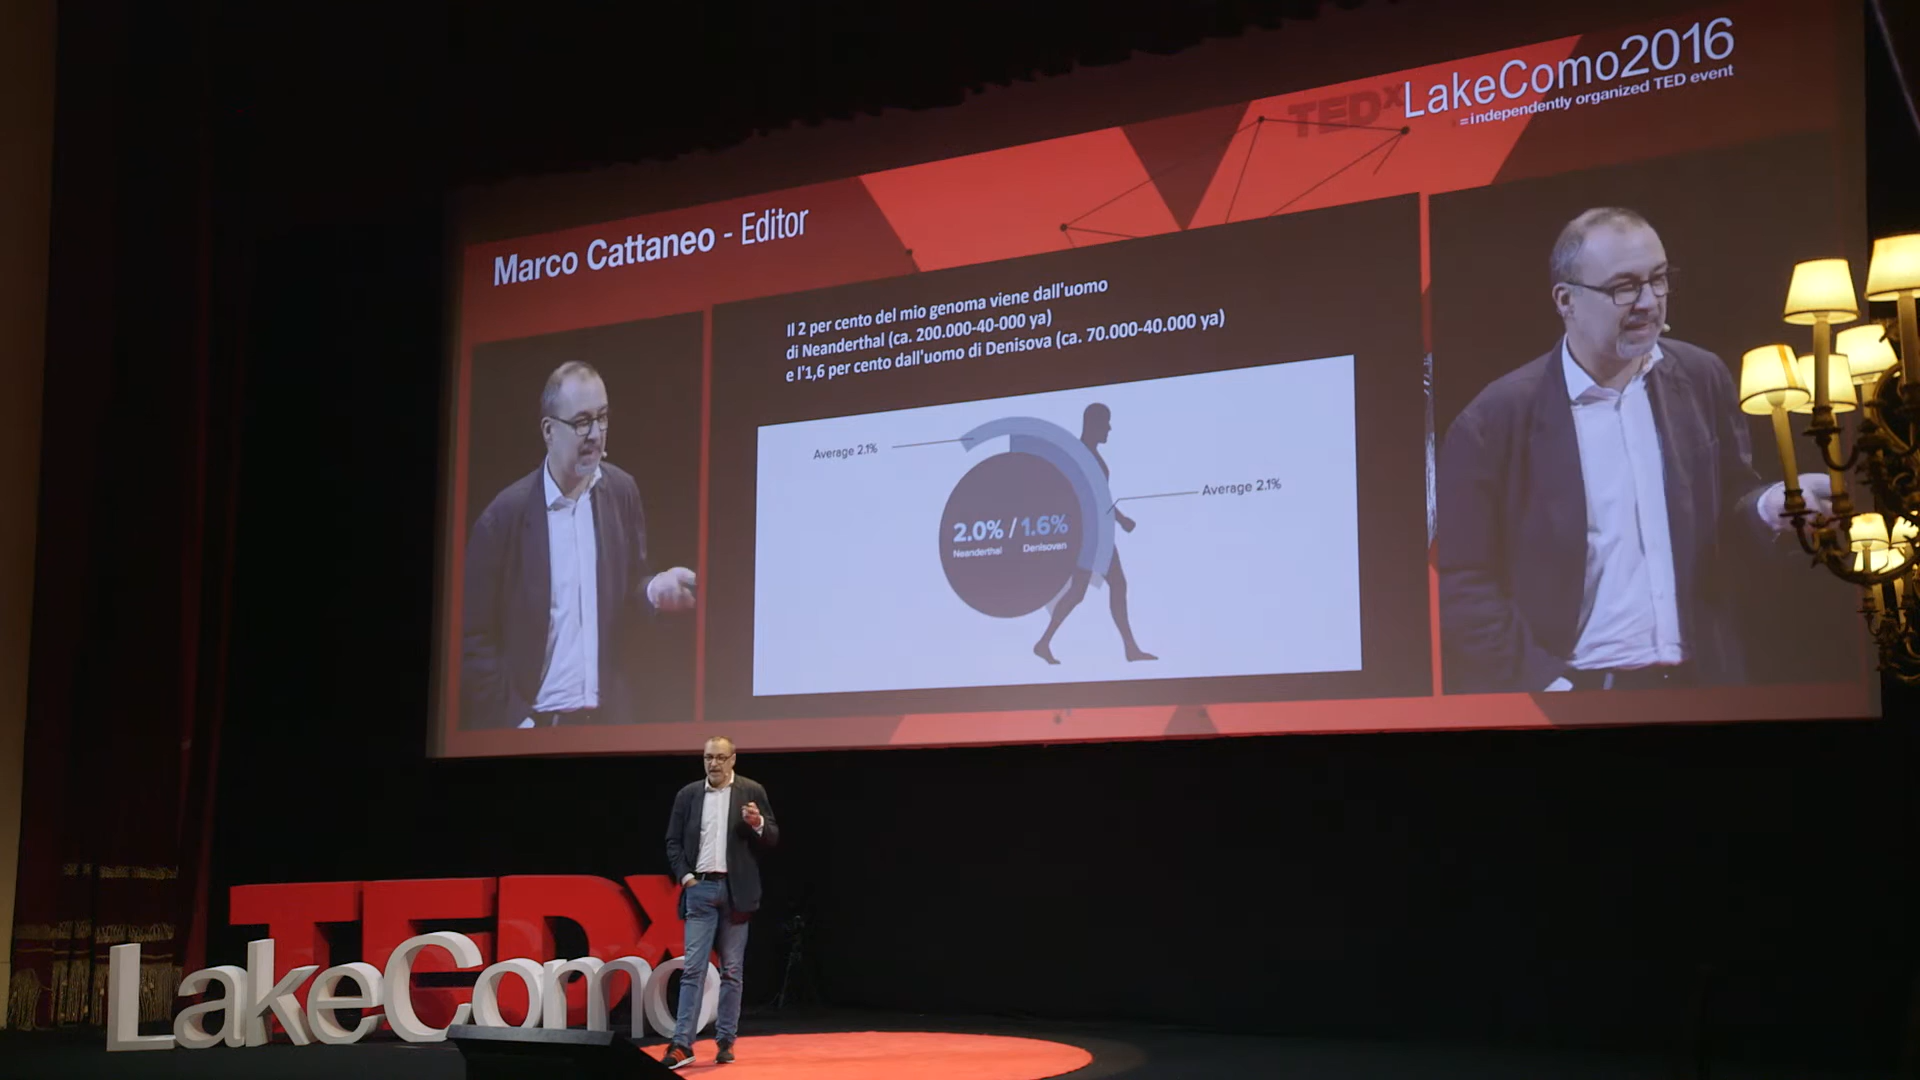 TEDxLakeComo2016
=independently organized TED event
Marco Cattaneo - Editor
Il 2 per cento del mio genoma viene dall'uomo
di Neanderthal (ca. 200.000-40-000 ya)
e l'1,6 per cento dall'uomo di Denisova (ca. 70.000-40.000 ya)
Average 2.1%
Average 2.1%
2.0% / 1.6%
Neanderthal Denisovan
TEDx
LakeComo